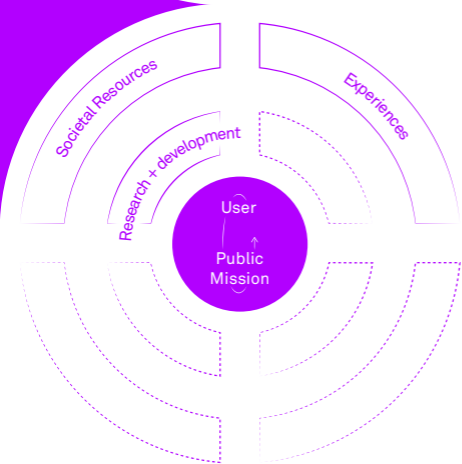 Societal Resources
Experiences
Research + development
User
Public
Mission